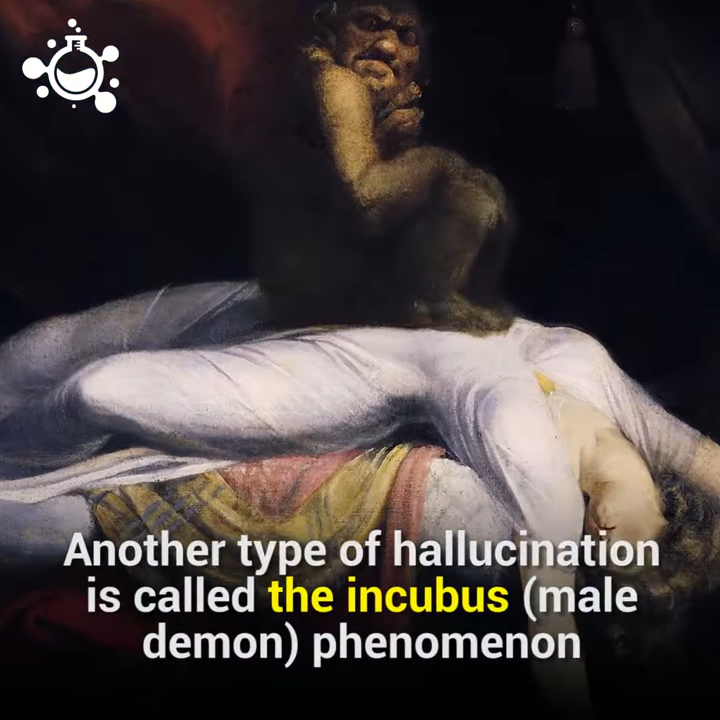 Another type of hallucination
is called the incubus (male
demon) phenomenon